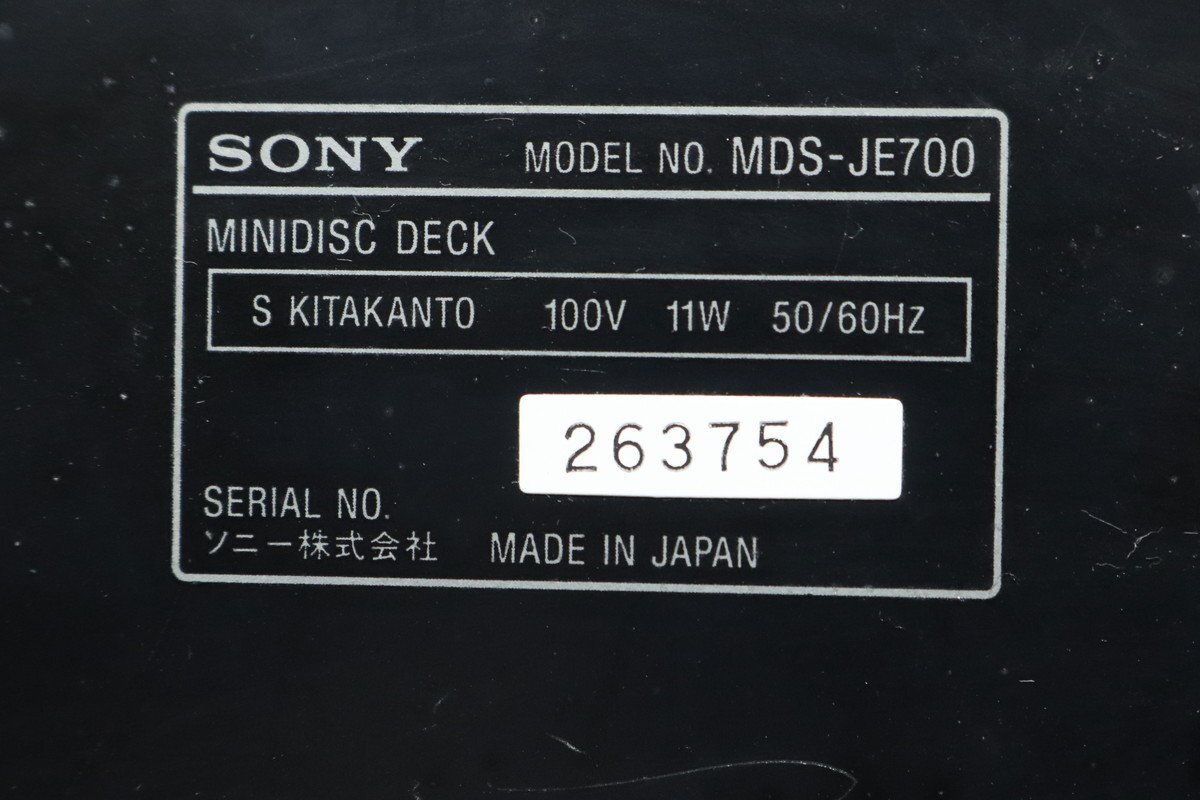 SONY MODEL NO. MDS-JE700
MINIDISC DECK
S KITAKANTO 100V 11W 50/60Hz
263754
SERIAL NO.
ソニー株式会社 MADE IN JAPAN